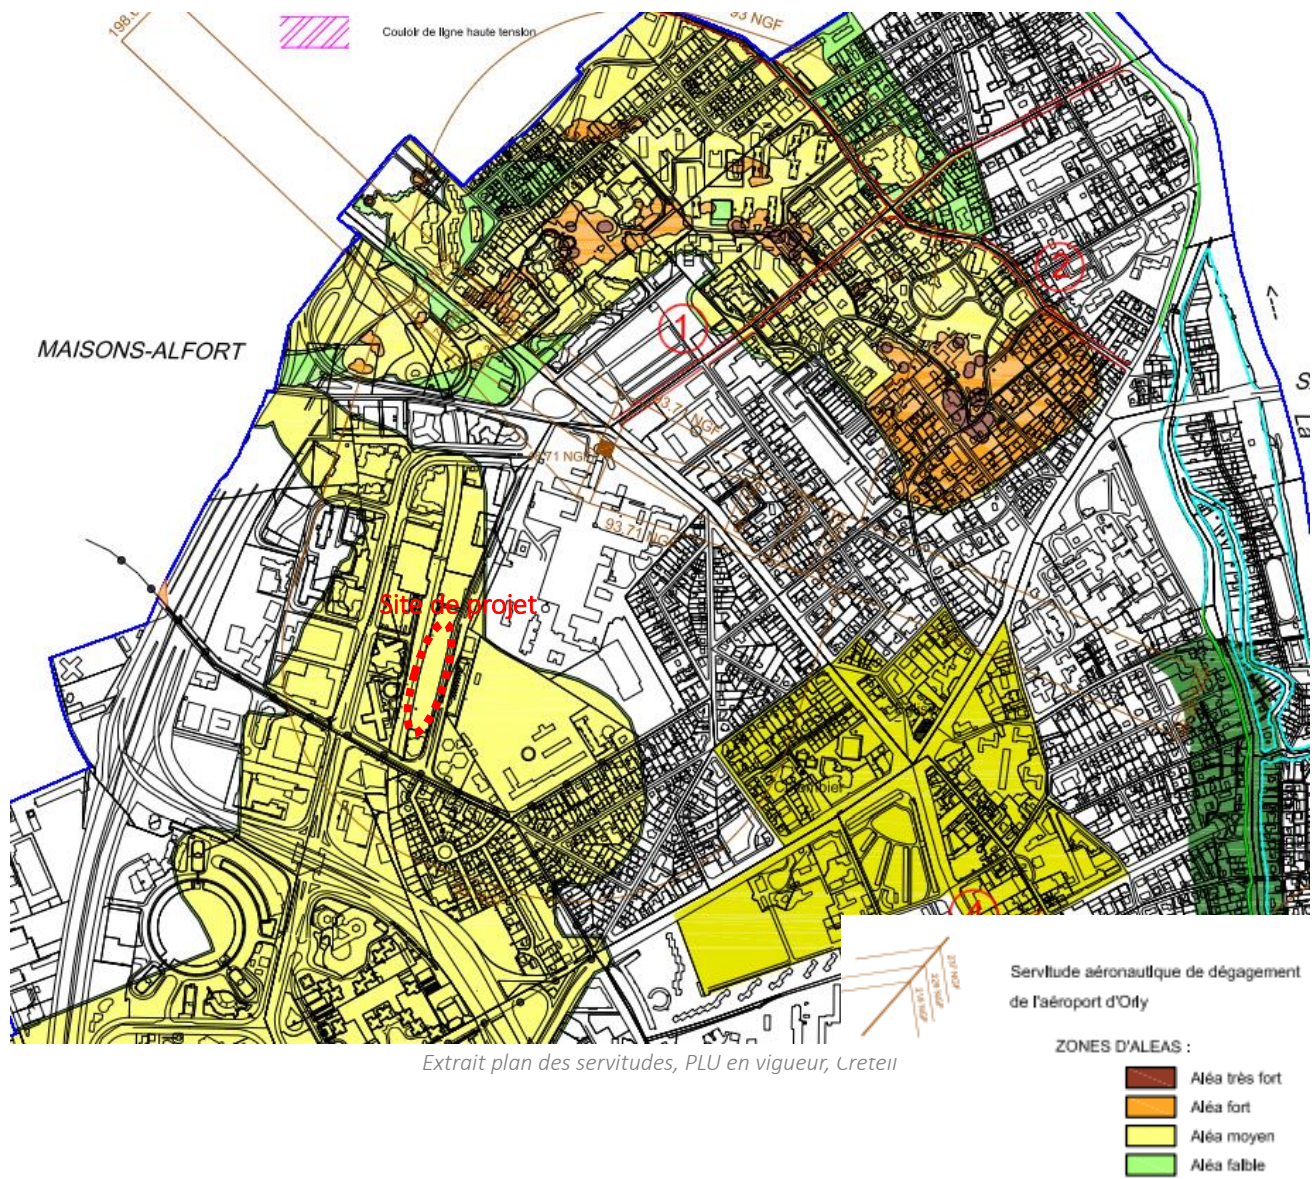 198.
93 NGF
Couloir de ligne haute tension
2
1
MAISONS-ALFORT
93.71 NGF
.71 NGF
93.71 NGF
Site de projet
Colombier
4
Servitude aéronautique de dégagement
de l'aéroport d'Orly
ZONES D'ALEAS :
Aléa très fort
Aléa fort
Aléa moyen
Aléa faible
Extrait plan des servitudes, PLU en vigueur, Créteil